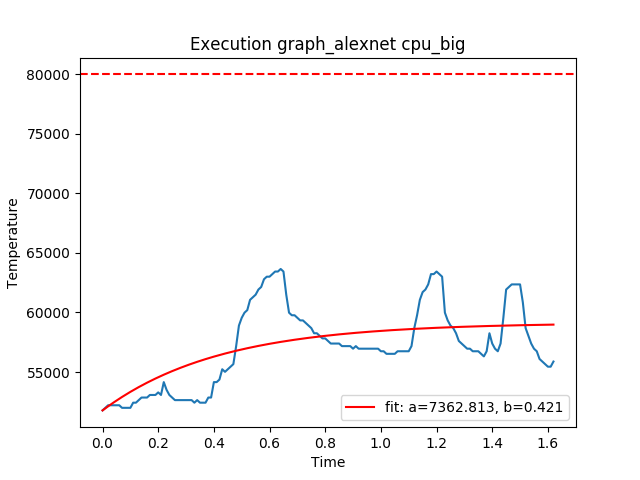 Execution graph_alexnet cpu_big
80000
75000
70000
65000
60000
55000
Temperature
fit: a=7362.813, b=0.421
0.0 0.2 0.4 0.6 0.8 1.0 1.2 1.4 1.6
Time